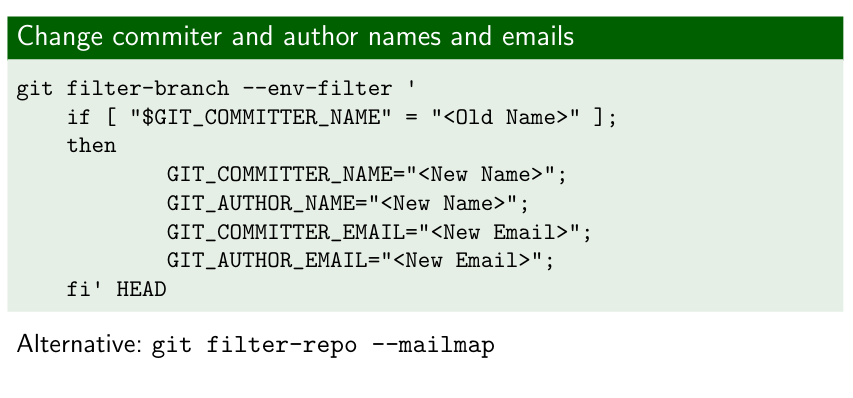 Change commiter and author names and emails
git filter-branch --env-filter '
    if [ "$GIT_COMMITTER_NAME" = "<Old Name>" ];
    then
            GIT_COMMITTER_NAME="<New Name>";
            GIT_AUTHOR_NAME="<New Name>";
            GIT_COMMITTER_EMAIL="<New Email>";
            GIT_AUTHOR_EMAIL="<New Email>";
    fi' HEAD
Alternative: git filter-repo --mailmap